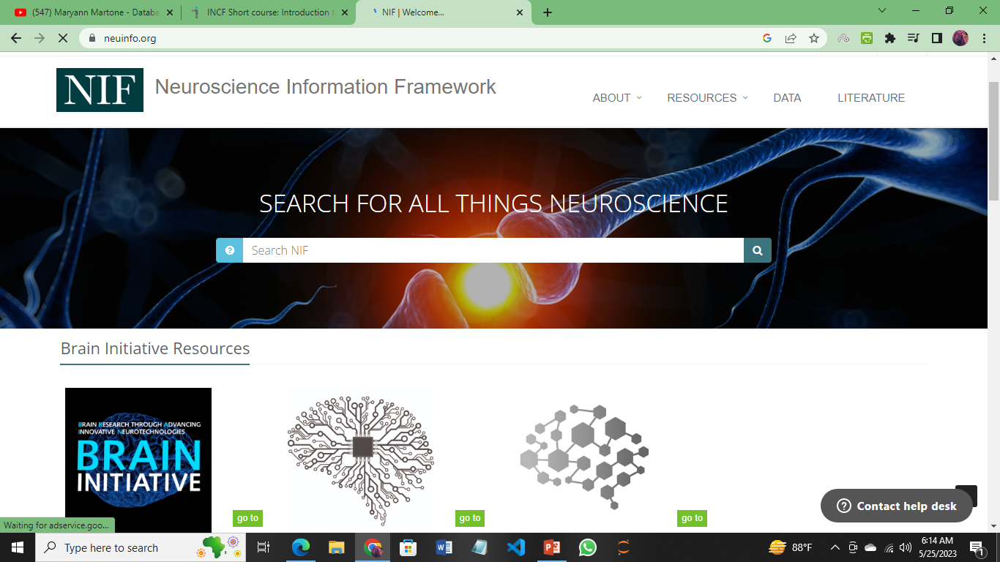 (547) Maryann Martone - Databa
INCF Short course: Introduction t
NIF | Welcome...
neuinfo.org
NIF
Neuroscience Information Framework
ABOUT
RESOURCES
DATA
LITERATURE
SEARCH FOR ALL THINGS NEUROSCIENCE
Search NIF
Brain Initiative Resources
BRAIN RESEARCH THROUGH ADVANCING
INNOVATIVE NEUROTECHNOLOGIES
BRAIN
INITIATIVE
go to
go to
go to
Contact help desk
Waiting for adservice.goo...
Type here to search
88°F
6:14 AM
5/25/2023
1